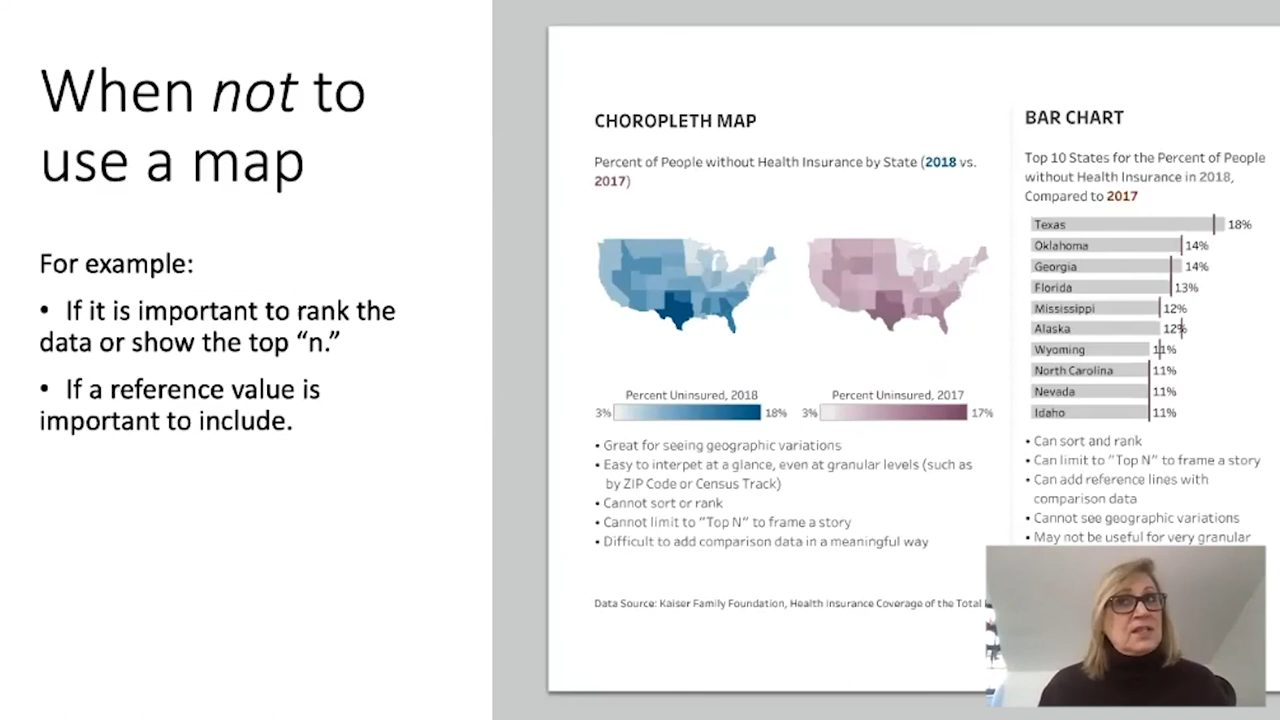 When not to
use a map
For example:
• If it is important to rank the
data or show the top “n.”
• If a reference value is
important to include.
CHOROPLETH MAP
Percent of People without Health Insurance by State (2018 vs.
2017)
Percent Uninsured, 2018
3% 18%
Percent Uninsured, 2017
3% 17%
• Great for seeing geographic variations
• Easy to interpet at a glance, even at granular levels (such as
by ZIP Code or Census Track)
• Cannot sort or rank
• Cannot limit to “Top N” to frame a story
• Difficult to add comparison data in a meaningful way
Data Source: Kaiser Family Foundation, Health Insurance Coverage of the Total
BAR CHART
Top 10 States for the Percent of People
without Health Insurance in 2018,
Compared to 2017
Texas 18%
Oklahoma 14%
Georgia 14%
Florida 13%
Mississippi 12%
Alaska 12%
Wyoming 11%
North Carolina 11%
Nevada 11%
Idaho 11%
• Can sort and rank
• Can limit to “Top N” to frame a story
• Can add reference lines with
comparison data
• Cannot see geographic variations
• May not be useful for very granular